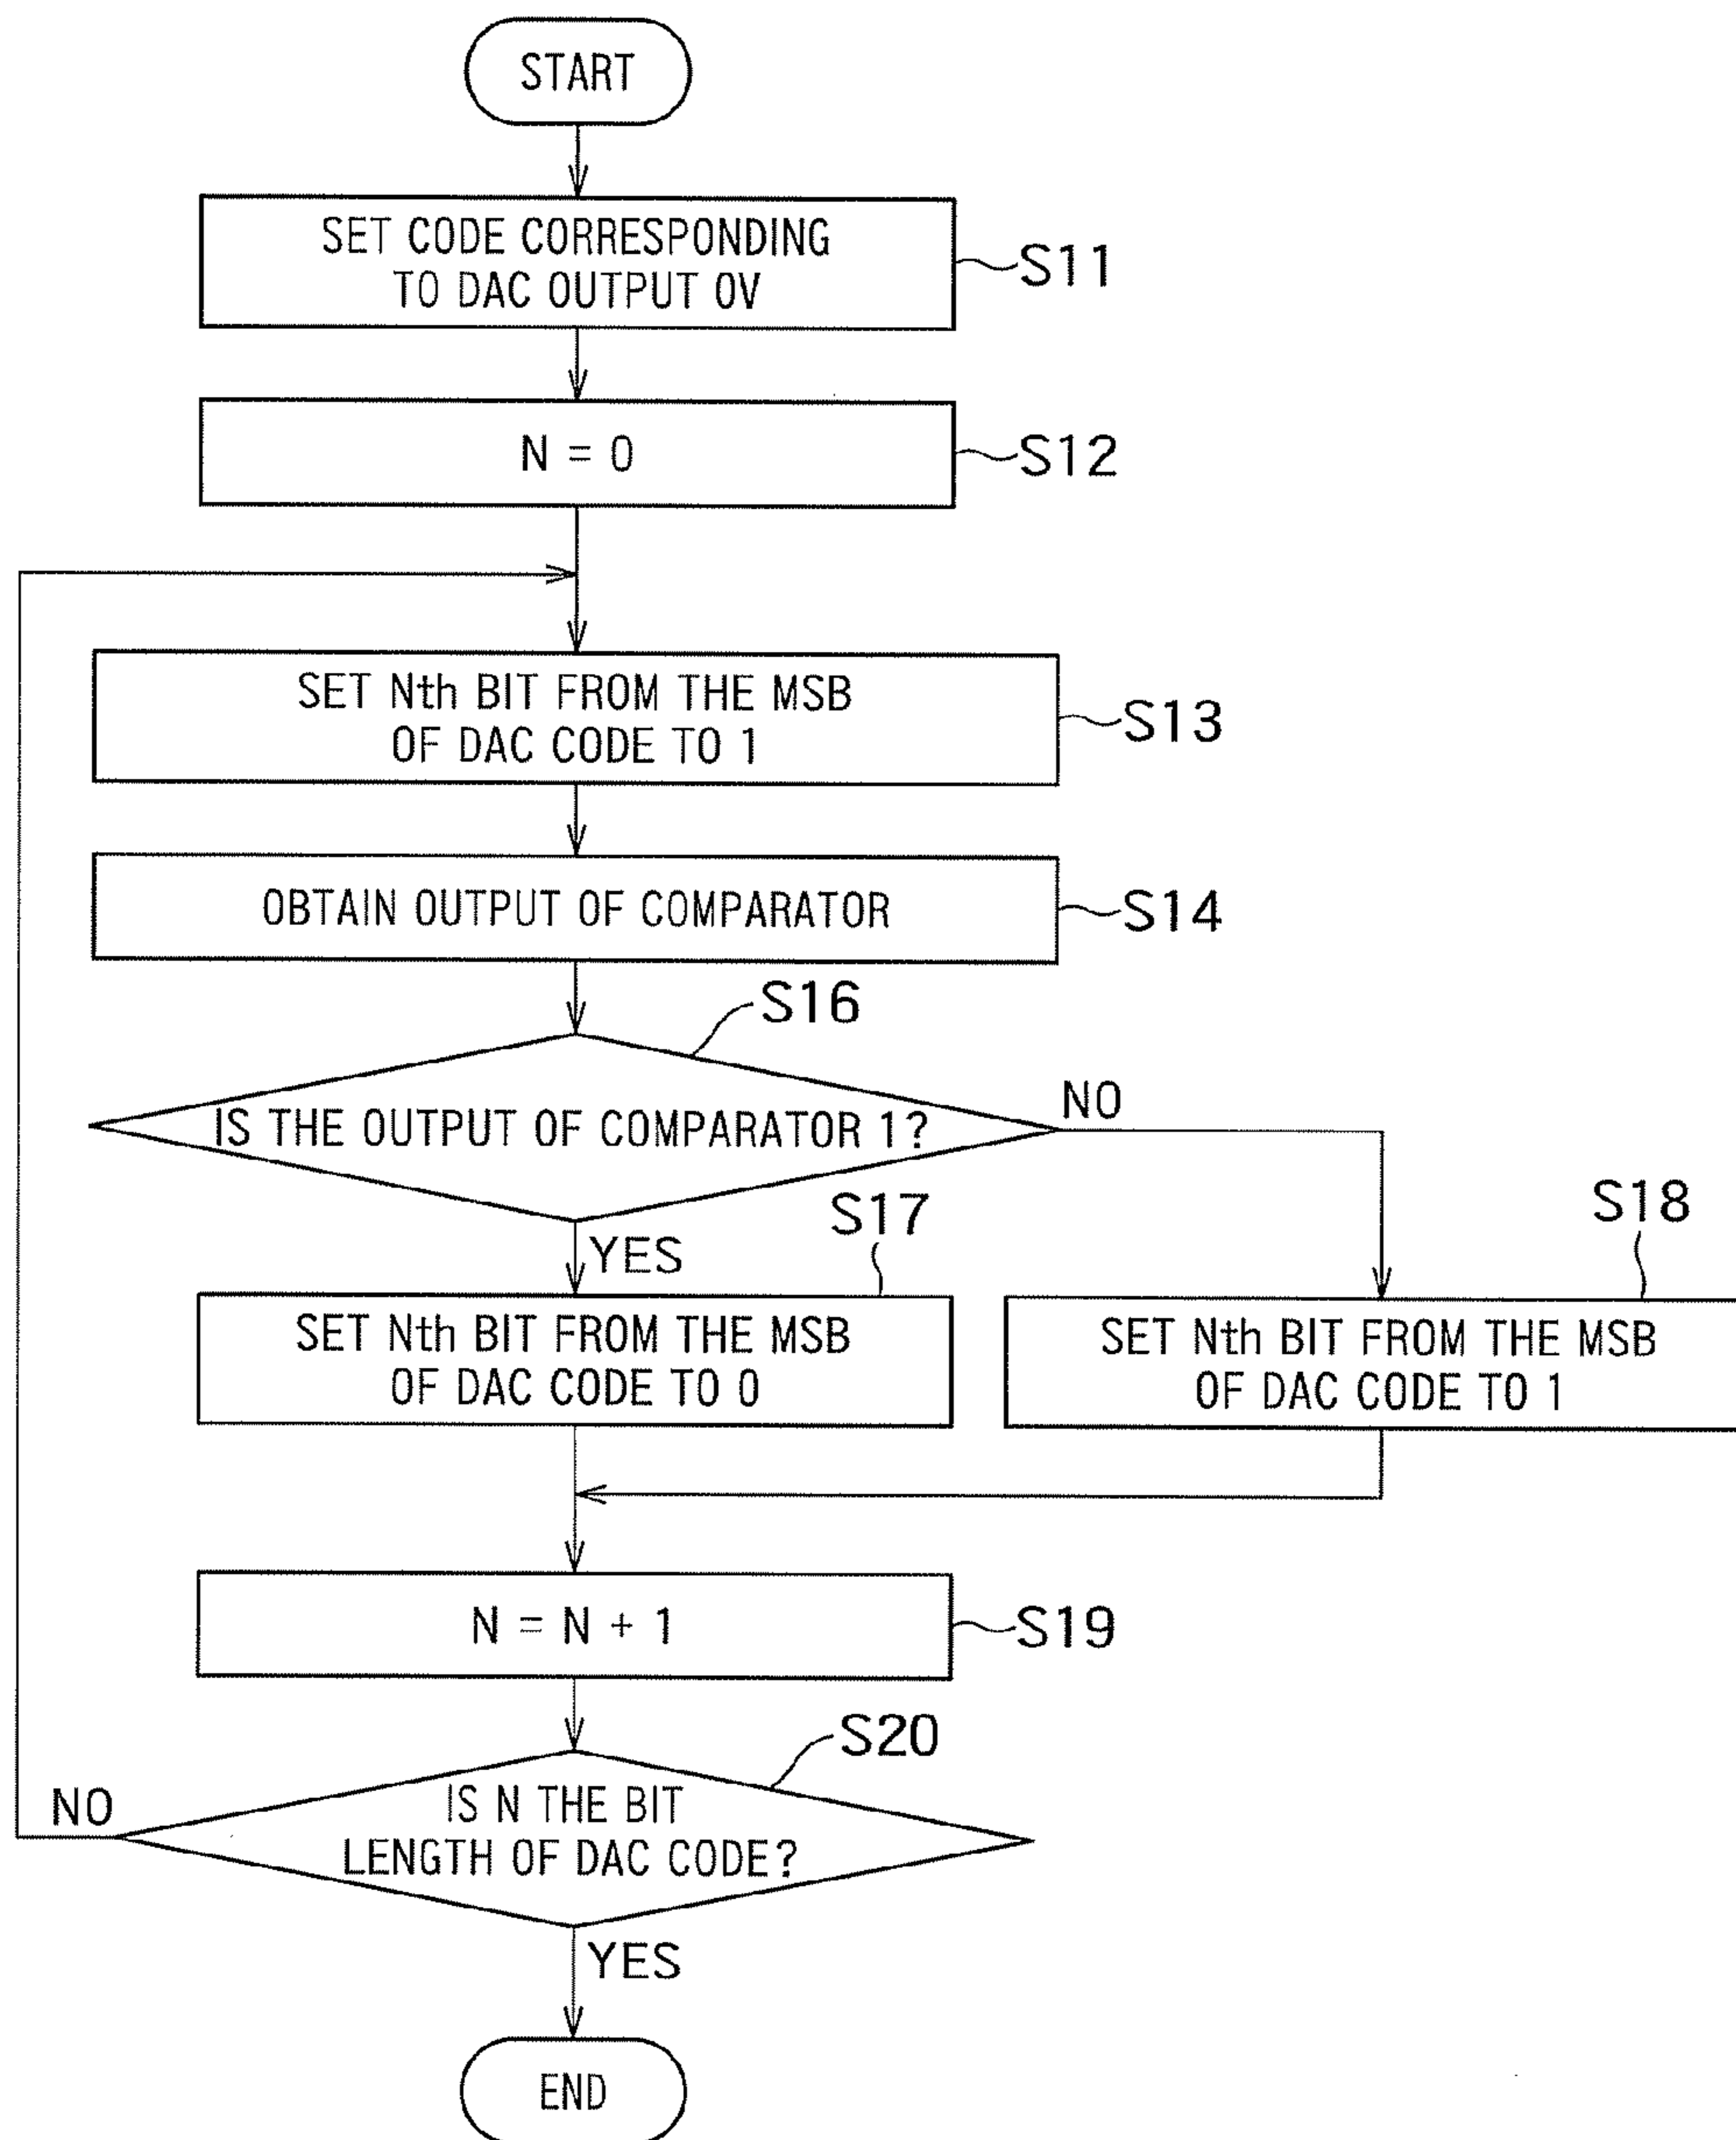 START
SET CODE CORRESPONDING
TO DAC OUTPUT 0V
S11
N = 0
S12
SET Nth BIT FROM THE MSB
OF DAC CODE TO 1
S13
OBTAIN OUTPUT OF COMPARATOR
S14
S16
IS THE OUTPUT OF COMPARATOR 1?
NO
YES
S17
SET Nth BIT FROM THE MSB
OF DAC CODE TO 0
S18
SET Nth BIT FROM THE MSB
OF DAC CODE TO 1
N = N + 1
S19
S20
IS N THE BIT
LENGTH OF DAC CODE?
NO
YES
END